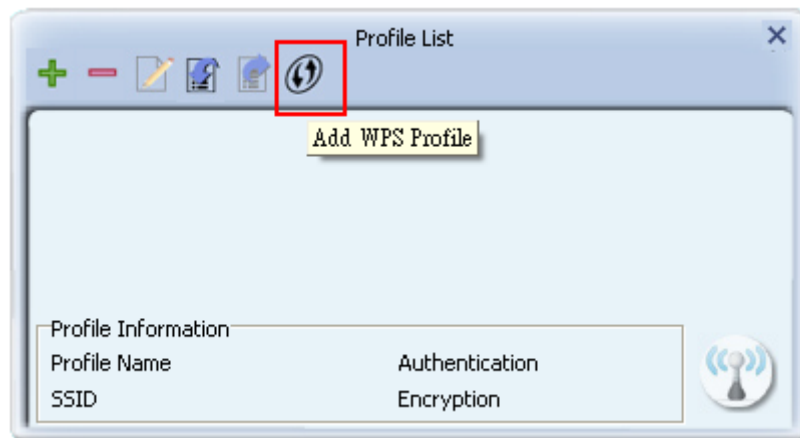 Profile List
Add WPS Profile
Profile Information
Profile Name Authentication
SSID Encryption